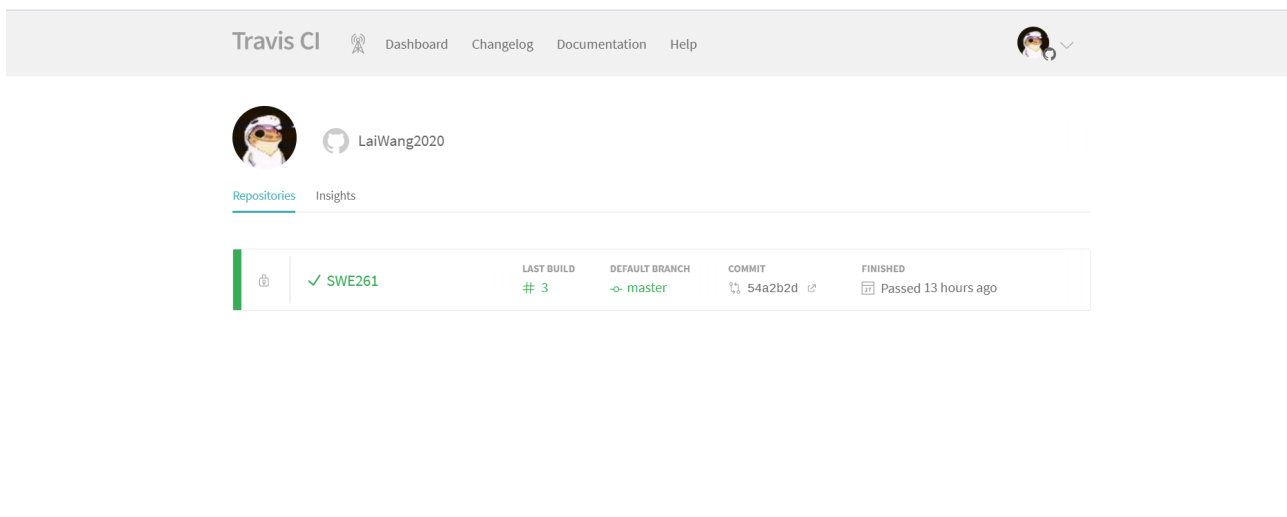 Travis CI Dashboard Changelog Documentation Help
LaiWang2020
Repositories Insights
LAST BUILD DEFAULT BRANCH COMMIT FINISHED
SWE261 # 3 master 54a2b2d Passed 13 hours ago